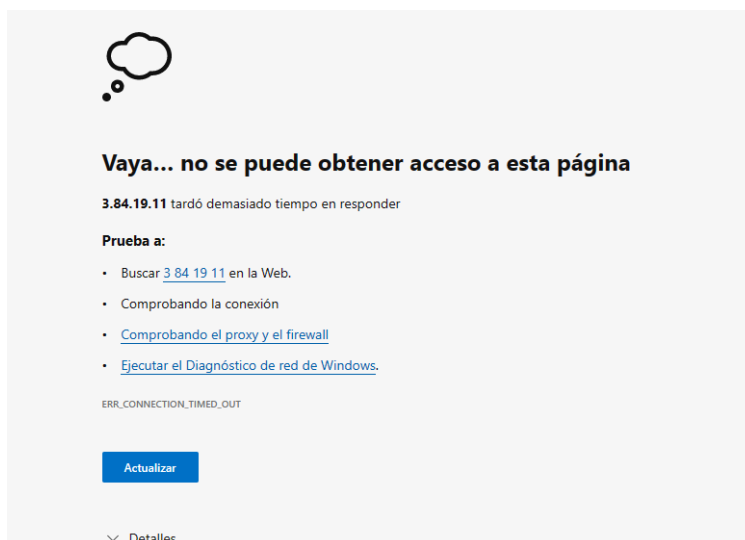 Vaya... no se puede obtener acceso a esta página
3.84.19.11 tardó demasiado tiempo en responder
Prueba a:
• Buscar 3 84 19 11 en la Web.
• Comprobando la conexión
• Comprobando el proxy y el firewall
• Ejecutar el Diagnóstico de red de Windows.
ERR_CONNECTION_TIMED_OUT
Actualizar
Detalles